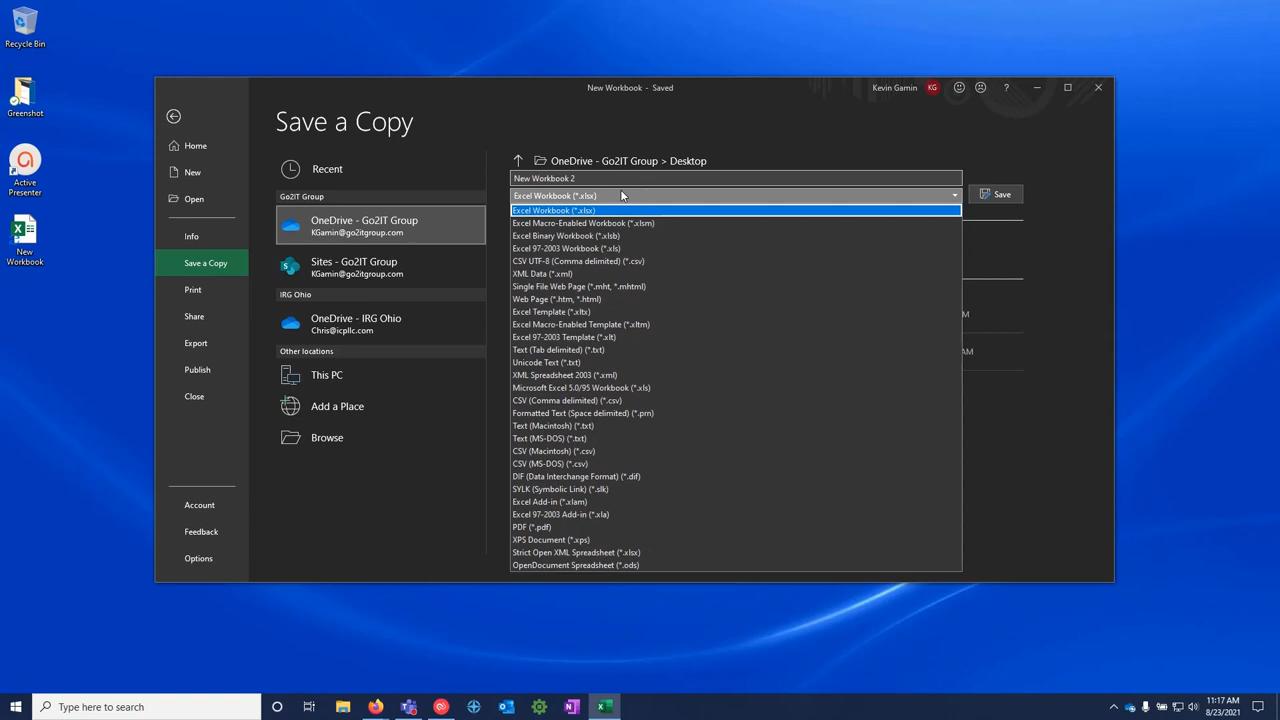 Recycle Bin
Greenshot
Active
Presenter
New
Workbook
New Workbook - Saved
Kevin Gamin
KG
?
Home
New
Open
Info
Save a Copy
Print
Share
Export
Publish
Close
Account
Feedback
Options
Save a Copy
Recent
Go2IT Group
OneDrive - Go2IT Group
KGamin@go2itgroup.com
Sites - Go2IT Group
KGamin@go2itgroup.com
IRG Ohio
OneDrive - IRG Ohio
Chris@icpllc.com
Other locations
This PC
Add a Place
Browse
OneDrive - Go2IT Group > Desktop
New Workbook 2
Excel Workbook (*.xlsx)
Save
Excel Workbook (*.xlsx)
Excel Macro-Enabled Workbook (*.xlsm)
Excel Binary Workbook (*.xlsb)
Excel 97-2003 Workbook (*.xls)
CSV UTF-8 (Comma delimited) (*.csv)
XML Data (*.xml)
Single File Web Page (*.mht, *.mhtml)
Web Page (*.htm, *.html)
Excel Template (*.xltx)
Excel Macro-Enabled Template (*.xltm)
Excel 97-2003 Template (*.xlt)
Text (Tab delimited) (*.txt)
Unicode Text (*.txt)
XML Spreadsheet 2003 (*.xml)
Microsoft Excel 5.0/95 Workbook (*.xls)
CSV (Comma delimited) (*.csv)
Formatted Text (Space delimited) (*.prn)
Text (Macintosh) (*.txt)
Text (MS-DOS) (*.txt)
CSV (Macintosh) (*.csv)
CSV (MS-DOS) (*.csv)
DIF (Data Interchange Format) (*.dif)
SYLK (Symbolic Link) (*.slk)
Excel Add-in (*.xlam)
Excel 97-2003 Add-in (*.xla)
PDF (*.pdf)
XPS Document (*.xps)
Strict Open XML Spreadsheet (*.xlsx)
OpenDocument Spreadsheet (*.ods)
M
AM
Type here to search
11:17 AM
8/23/2021